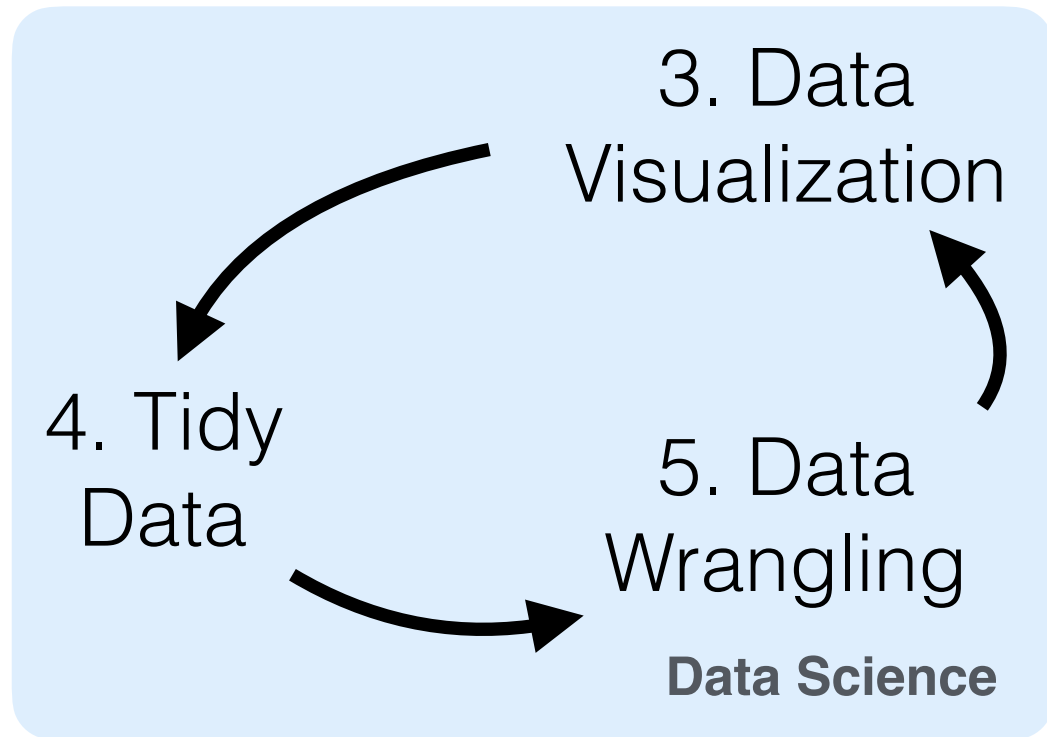 3. Data
Visualization
4. Tidy
Data
5. Data
Wrangling
Data Science